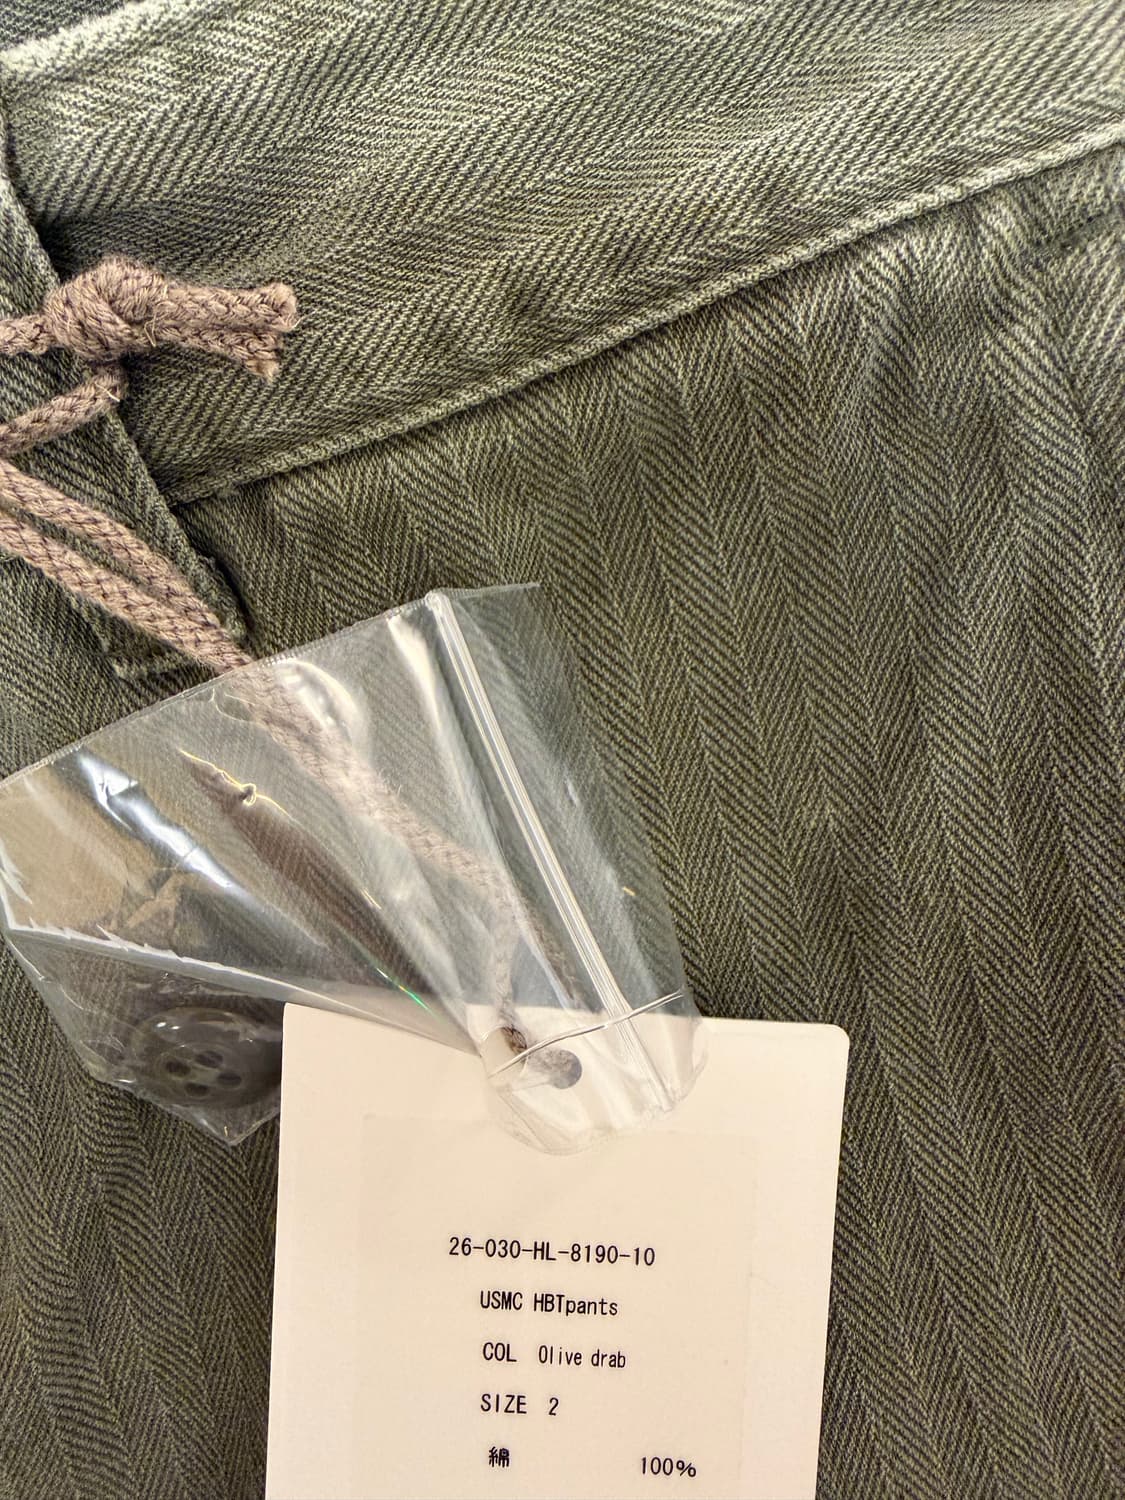 26-030-HL-8190-10
USMC HBTpants
COL Olive drab
SIZE 2
綿 100%